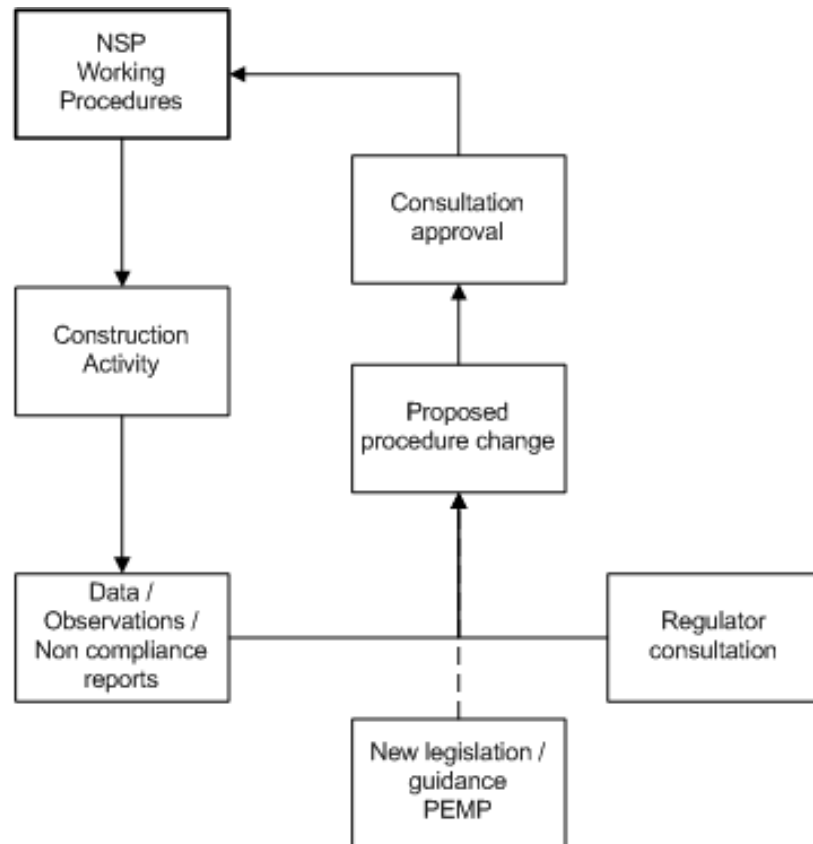 NSP
Working
Procedures
Consultation
approval
Construction
Activity
Proposed
procedure change
Data /
Observations /
Non compliance
reports
Regulator
consultation
New legislation /
guidance
PEMP